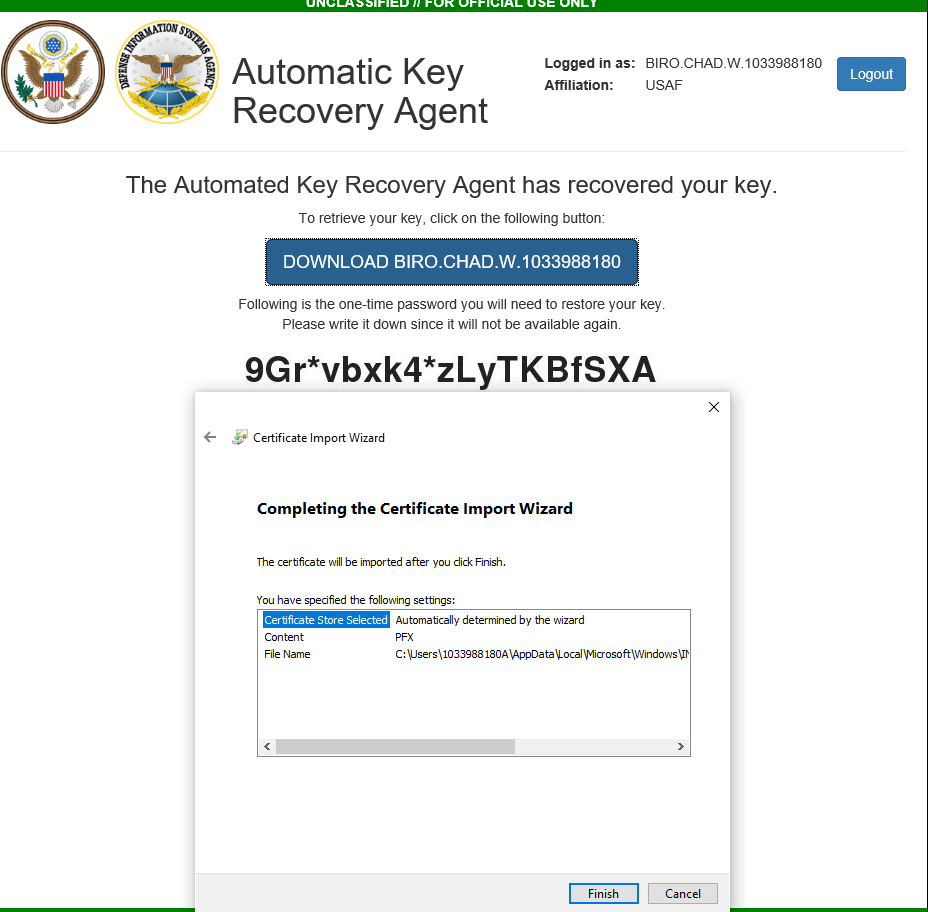 UNCLASSIFIED // FOR OFFICIAL USE ONLY
DEFENSE INFORMATION SYSTEMS AGENCY
Automatic Key
Recovery Agent
Logged in as: BIRO.CHAD.W.1033988180
Affiliation: USAF
Logout
The Automated Key Recovery Agent has recovered your key.
To retrieve your key, click on the following button:
DOWNLOAD BIRO.CHAD.W.1033988180
Following is the one-time password you will need to restore your key.
Please write it down since it will not be available again.
9Gr*vbxk4*zLyTKBfSXA
Certificate Import Wizard
Completing the Certificate Import Wizard
The certificate will be imported after you click Finish.
You have specified the following settings:
Certificate Store Selected Automatically determined by the wizard
Content PFX
File Name C:\Users\1033988180A\AppData\Local\Microsoft\Windows\
Finish Cancel